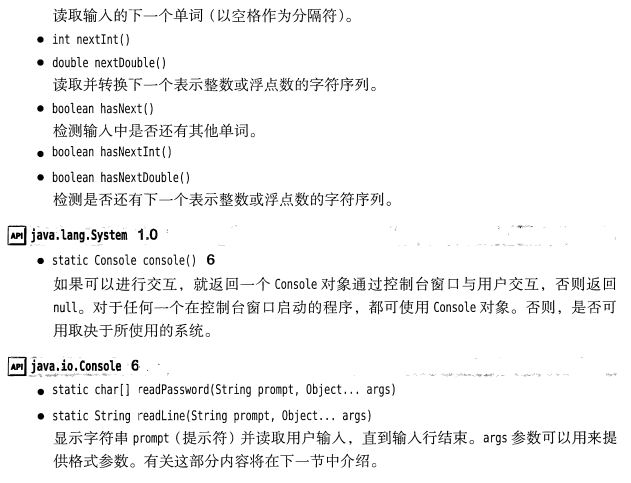 读取输入的下一个单词（以空格作为分隔符）。
● int nextInt()
● double nextDouble()
读取并转换下一个表示整数或浮点数的字符序列。
● boolean hasNext()
检测输入中是否还有其他单词。
● boolean hasNextInt()
● boolean hasNextDouble()
检测是否还有下一个表示整数或浮点数的字符序列。
API java.lang.System 1.0
● static Console console() 6
如果可以进行交互，就返回一个 Console 对象通过控制台窗口与用户交互，否则返回
null。对于任何一个在控制台窗口启动的程序，都可使用 Console 对象。否则，是否可
用取决于所使用的系统。
API java.io.Console 6
● static char[] readPassword(String prompt, Object... args)
● static String readLine(String prompt, Object... args)
显示字符串 prompt（提示符）并读取用户输入，直到输入行结束。args 参数可以用来提
供格式参数。有关这部分内容将在下一节中介绍。